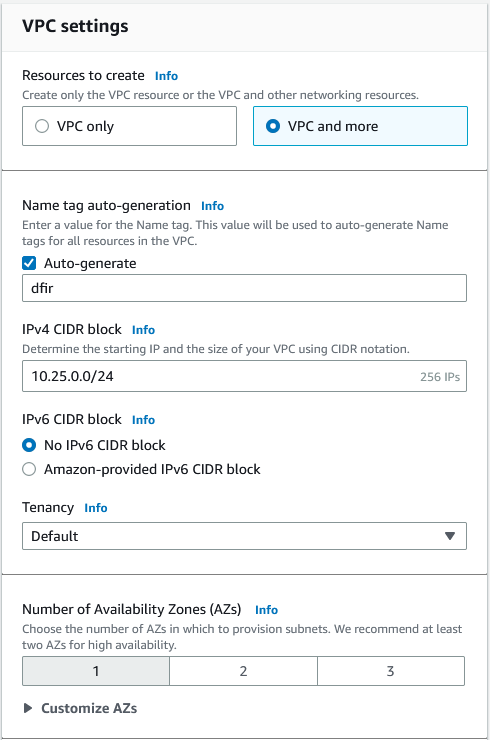 VPC settings
Resources to create Info
Create only the VPC resource or the VPC and other networking resources.
VPC only
VPC and more
Name tag auto-generation Info
Enter a value for the Name tag. This value will be used to auto-generate Name
tags for all resources in the VPC.
Auto-generate
dfir
IPv4 CIDR block Info
Determine the starting IP and the size of your VPC using CIDR notation.
10.25.0.0/24 256 IPs
IPv6 CIDR block Info
No IPv6 CIDR block
Amazon-provided IPv6 CIDR block
Tenancy Info
Default
Number of Availability Zones (AZs) Info
Choose the number of AZs in which to provision subnets. We recommend at least
two AZs for high availability.
1 2 3
Customize AZs